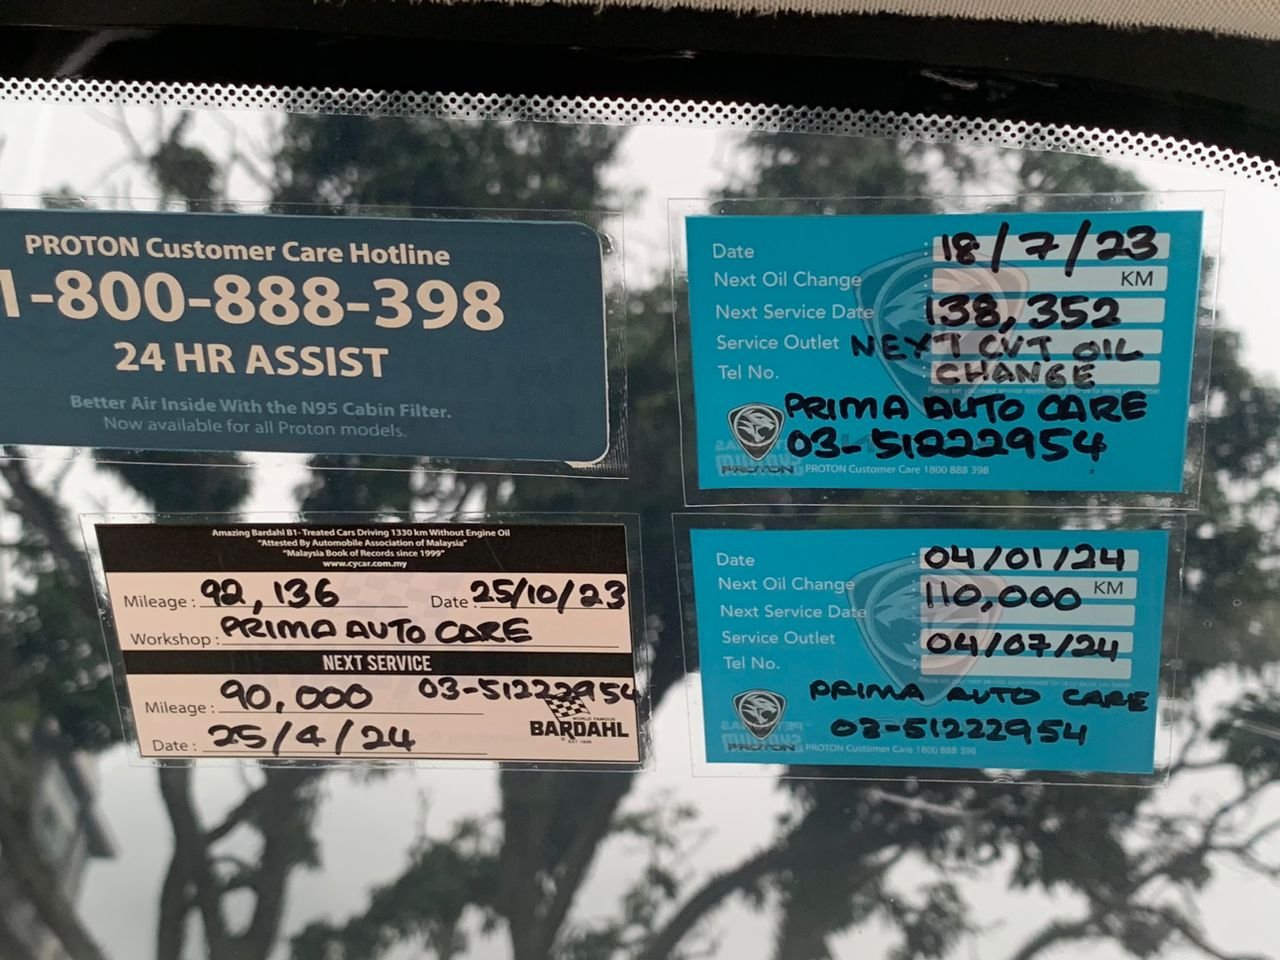 PROTON Customer Care Hotline
1-800-888-398
24 HR ASSIST
Better Air Inside With the N95 Cabin Filter.
Now available for all Proton models.
Date : 18/7/23
Next Oil Change : KM
Next Service Date : 138,352
Service Outlet NEXT CVT OIL
Tel No. : CHANGE
PRIMA AUTO CARE
03-51222954
PROTON PROTON Customer Care 1800 888 398
Amazing Bardahl B1- Treated Cars Driving 1330 km Without Engine Oil
"Attested By Automobile Association of Malaysia"
"Malaysia Book of Records since 1999"
www.cycar.com.my
Mileage : 92,136 Date : 25/10/23
Workshop : PRIMA AUTO CARE
NEXT SERVICE
Mileage : 90,000 03-51222954
WORLD FAMOUS
BARDAHL
Date : 25/4/24
Date : 04/01/24
Next Oil Change : 110,000 KM
Next Service Date :
Service Outlet : 04/07/24
Tel No. :
PRIMA AUTO CARE
03-51222954
PROTON PROTON Customer Care 1800 888 398